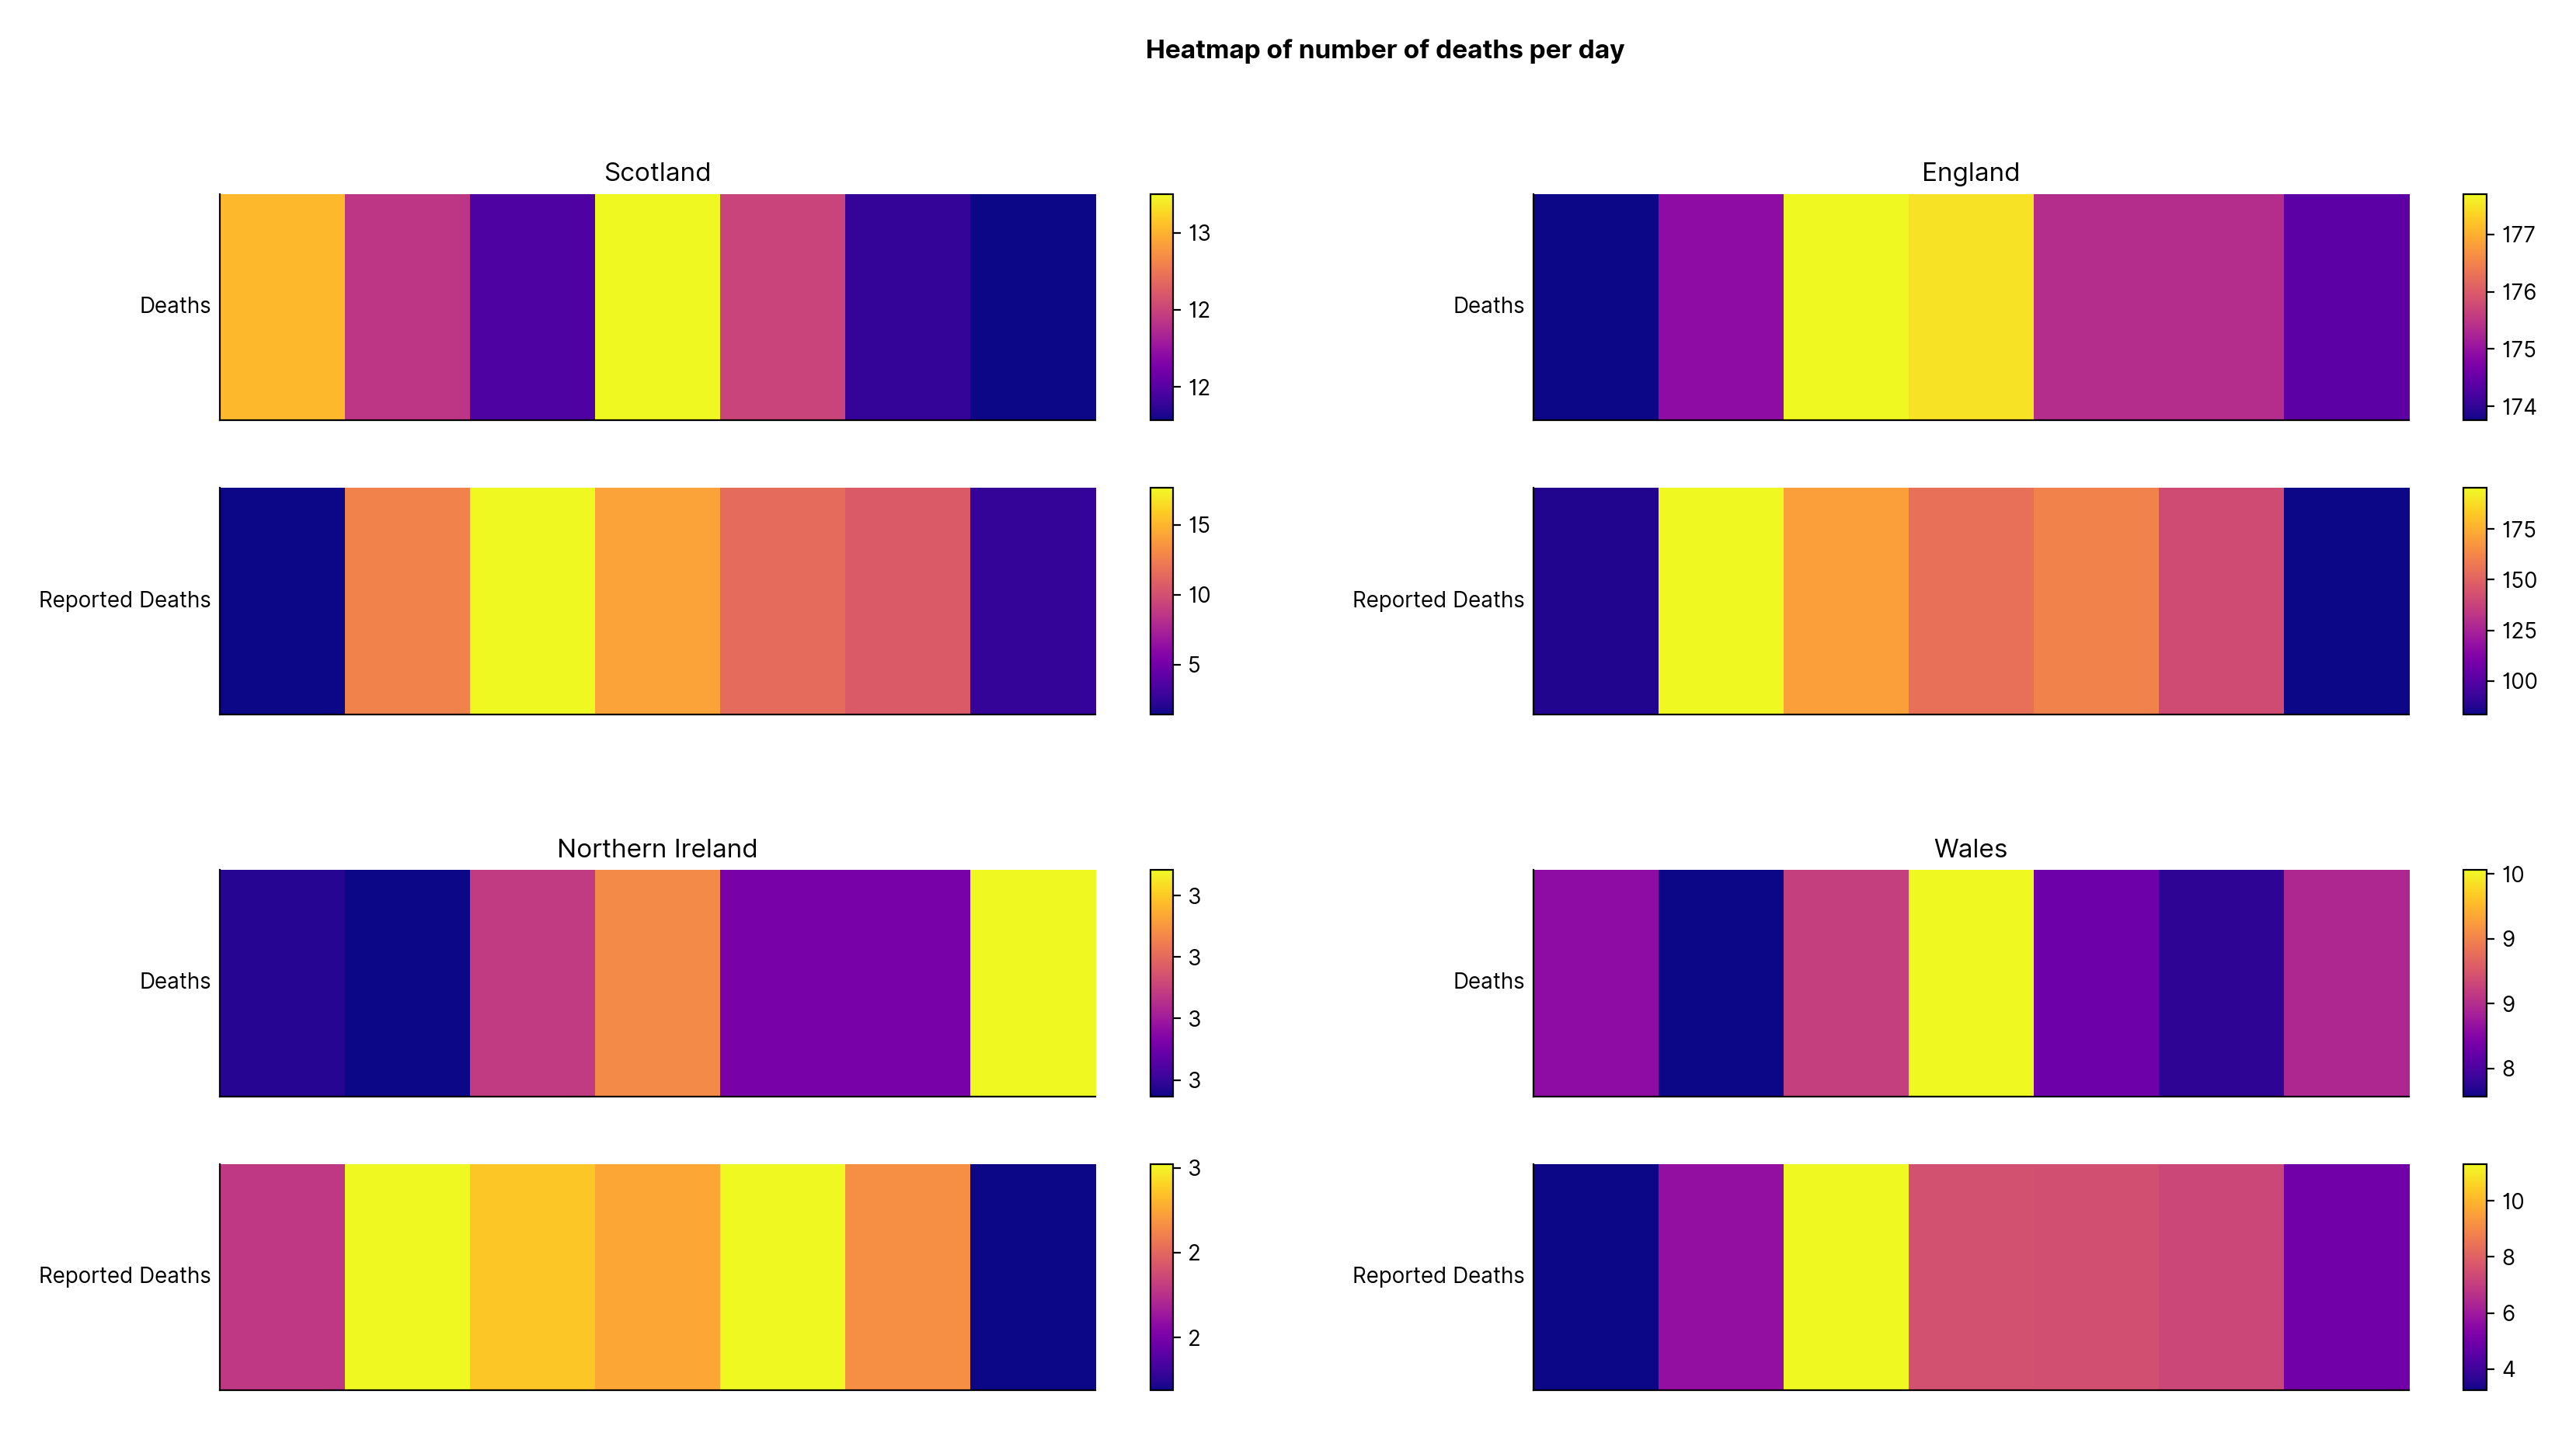 Heatmap of number of deaths per day
Scotland
Deaths
13
12
12
Reported Deaths
15
10
5
England
Deaths
177
176
175
174
Reported Deaths
175
150
125
100
Northern Ireland
Deaths
3
3
3
3
Reported Deaths
3
2
2
Wales
Deaths
10
9
9
8
Reported Deaths
10
8
6
4